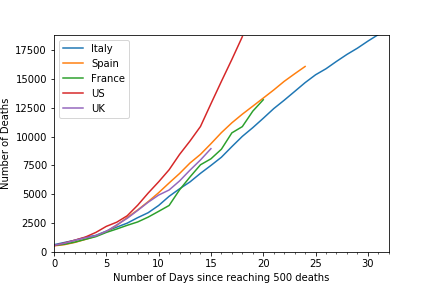 Italy
Spain
France
US
UK
17500
15000
12500
10000
7500
5000
2500
0
Number of Deaths
0 5 10 15 20 25 30
Number of Days since reaching 500 deaths